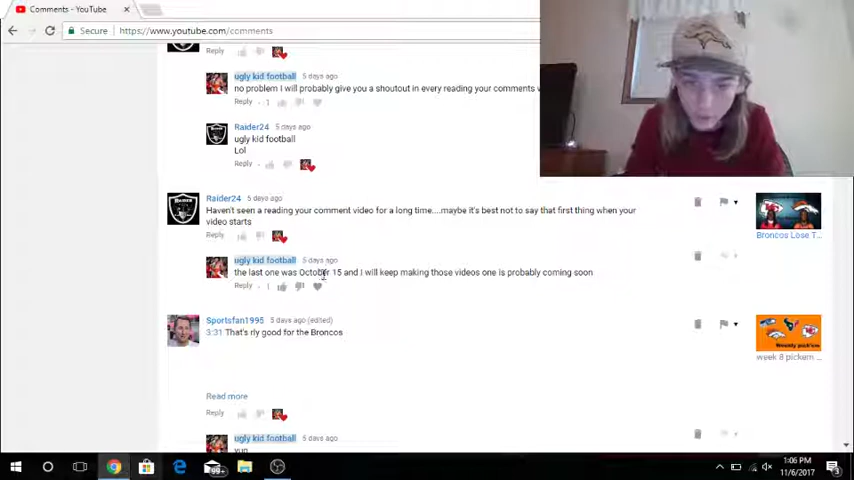 Comments - YouTube
Secure https://www.youtube.com/comments
Reply
ugly kid football 5 days ago
no problem I will probably give you a shoutout in every reading your comments
Reply 1
Raider24 5 days ago
ugly kid football
Lol
Reply
Raider24 5 days ago
Haven't seen a reading your comment video for a long time....maybe it's best not to say that first thing when your
video starts
Broncos Lose T...
Reply
ugly kid football 5 days ago
the last one was October 15 and I will keep making those videos one is probably coming soon
Reply 1
Sportsfan1995 5 days ago (edited)
3:31 That's rly good for the Broncos
Weekly pick'em
week 8 pickem ...
Read more
Reply
ugly kid football 5 days ago
yup
99+
1:06 PM
11/6/2017